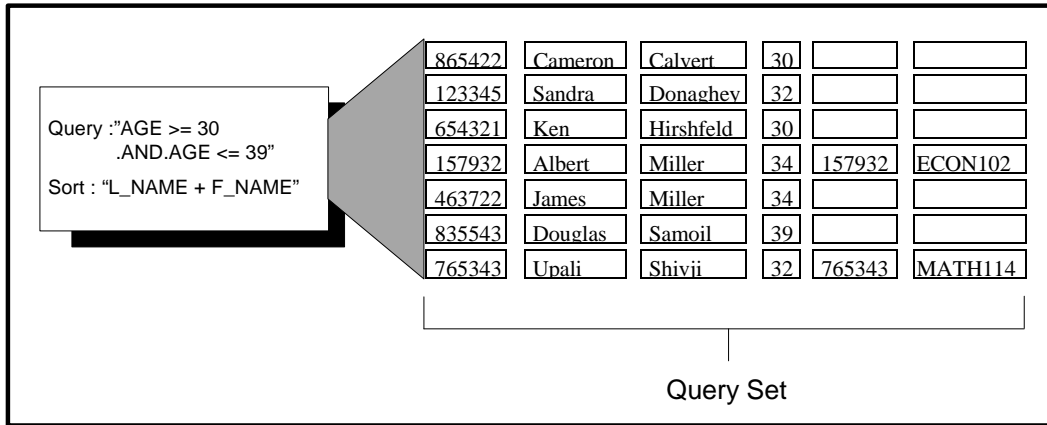 Query :"AGE >= 30
.AND.AGE <= 39"
Sort : "L_NAME + F_NAME"
865422 Cameron Calvert 30
123345 Sandra Donaghey 32
654321 Ken Hirshfeld 30
157932 Albert Miller 34 157932 ECON102
463722 James Miller 34
835543 Douglas Samoil 39
765343 Upali Shivji 32 765343 MATH114
Query Set